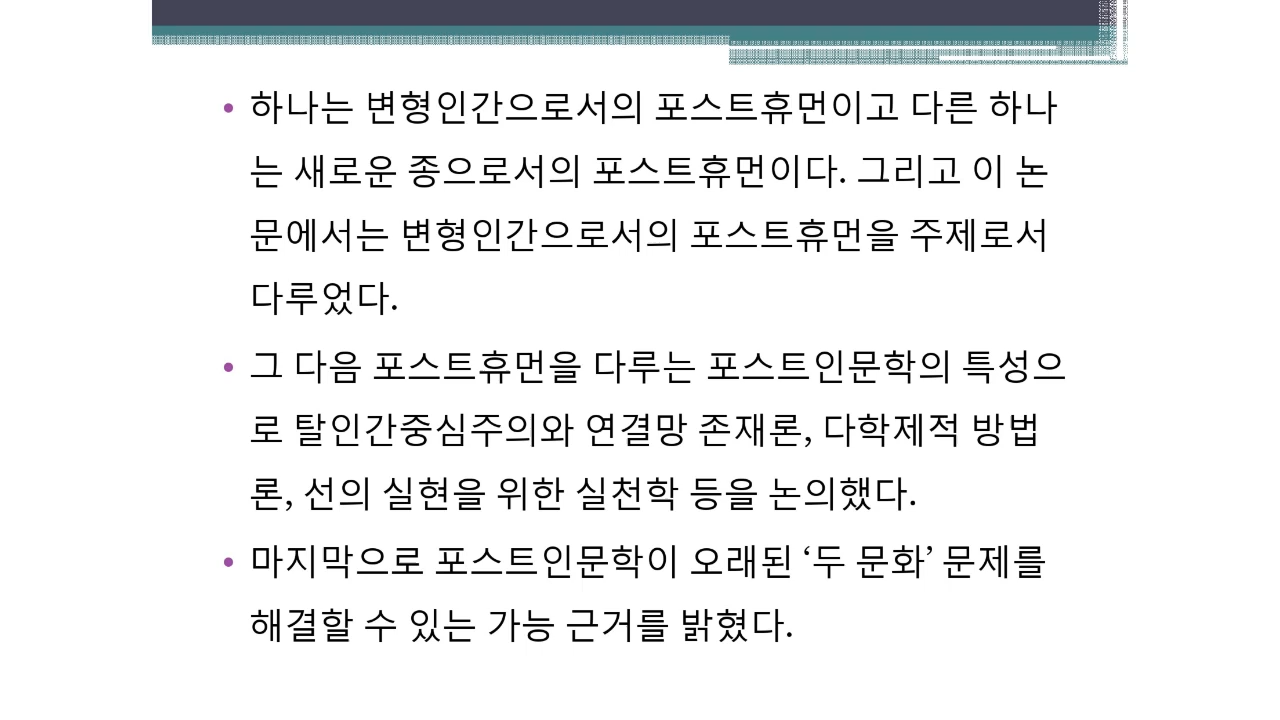 • 하나는 변형인간으로서의 포스트휴먼이고 다른 하나
는 새로운 종으로서의 포스트휴먼이다. 그리고 이 논
문에서는 변형인간으로서의 포스트휴먼을 주제로서
다루었다.
• 그 다음 포스트휴먼을 다루는 포스트인문학의 특성으
로 탈인간중심주의와 연결망 존재론, 다학제적 방법
론, 선의 실현을 위한 실천학 등을 논의했다.
• 마지막으로 포스트인문학이 오래된 ‘두 문화’ 문제를
해결할 수 있는 가능 근거를 밝혔다.